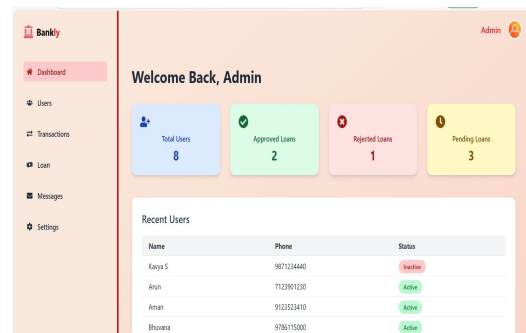 Bankly
Admin
Dashboard
Users
Transactions
Loan
Messages
Settings
Welcome Back, Admin
Total Users
8
Approved Loans
2
Rejected Loans
1
Pending Loans
3
Recent Users
Name Phone Status
Kavya S 9871234440 Inactive
Arun 7123901230 Active
Aman 9123523410 Active
Bhuvana 9786115000 Active